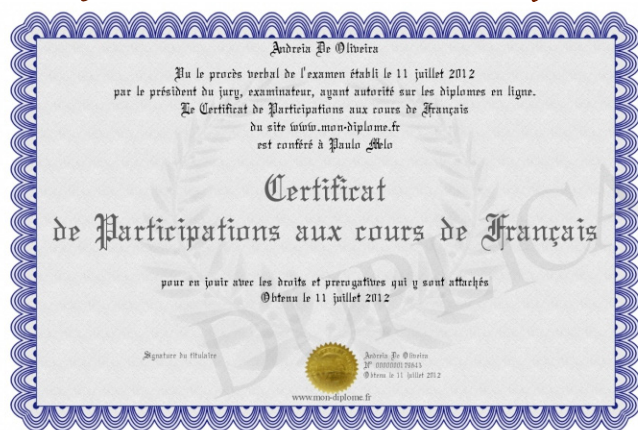 Andreia De Oliveira
Vu le procès verbal de l'examen établi le 11 juillet 2012
par le président du jury, examinateur, ayant autorité sur les diplomes en ligne.
Le Certificat de Participations aux cours de Français
du site www.mon-diplome.fr
est conféré à Paulo Melo
Certificat
de Participations aux cours de Français
pour en jouir avec les droits et prerogatives qui y sont attachés
Obtenu le 11 juillet 2012
DUPLICA
Signature du titulaire
Andreia De Oliveira
Obtenu le 11 juillet 2012
www.mon-diplome.fr